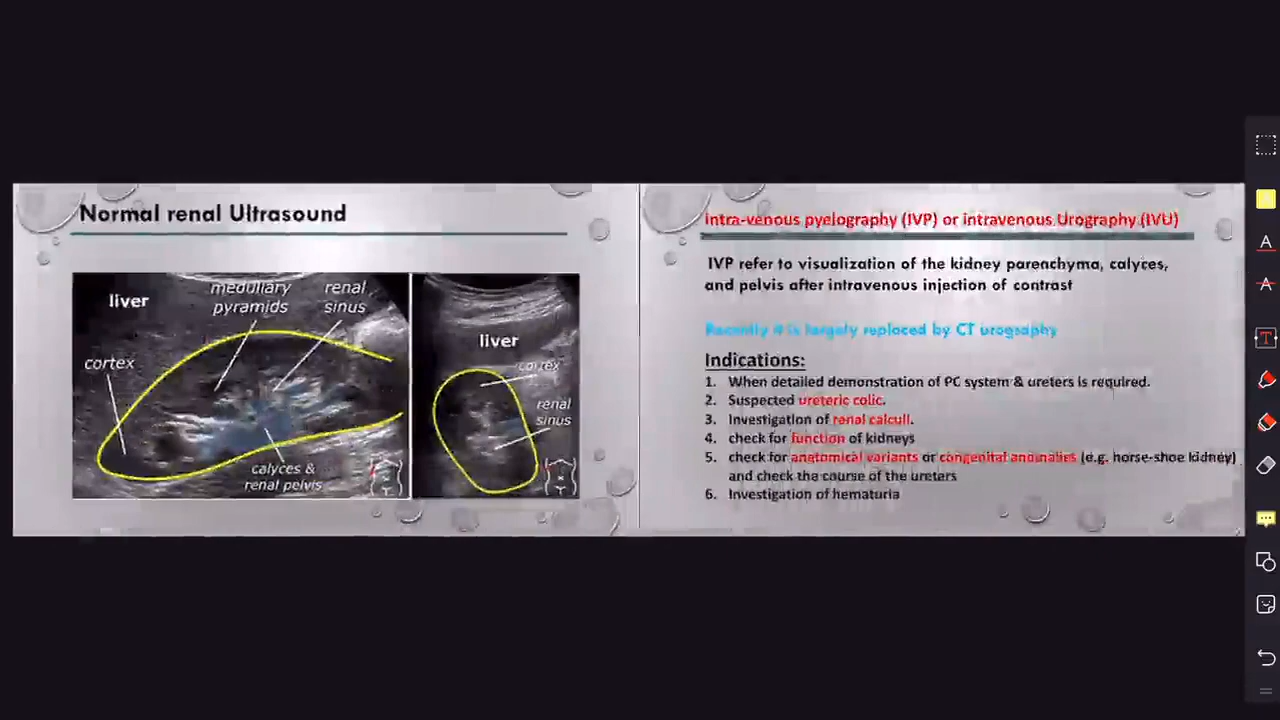 Normal renal Ultrasound
liver
medullary
pyramids
renal
sinus
cortex
calyces &
renal pelvis
liver
cortex
renal
sinus
Intra-venous pyelography (IVP) or intravenous Urography (IVU)
IVP refer to visualization of the kidney parenchyma, calyces,
and pelvis after intravenous injection of contrast
Recently it is largely replaced by CT urography
Indications:
1. When detailed demonstration of PC system & ureters is required.
2. Suspected ureteric colic.
3. Investigation of renal calculi.
4. check for function of kidneys
5. check for anatomical variants or congenital anomalies (e.g. horse-shoe kidney)
and check the course of the ureters
6. Investigation of hematuria